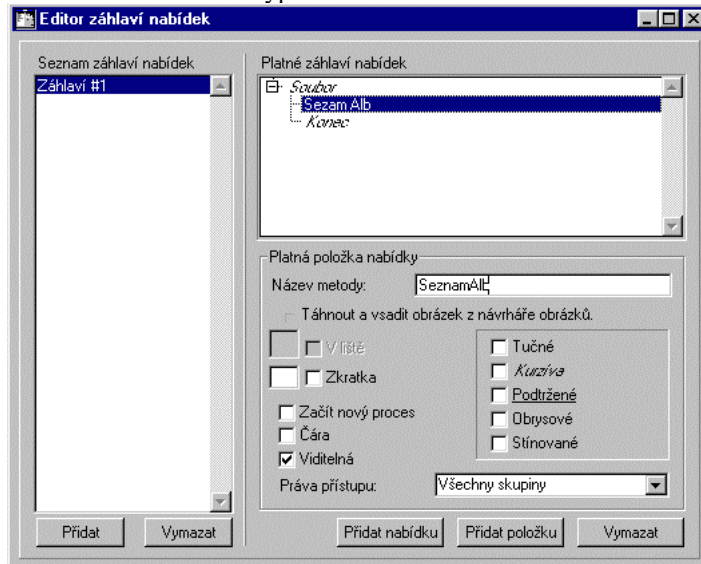 Editor záhlaví nabídek
Seznam záhlaví nabídek
Záhlaví #1
Přidat
Vymazat
Platné záhlaví nabídek
Soubor
Sezam Alb
Konec
Platná položka nabídky
Název metody: SeznamAlb
Táhnout a vsadit obrázek z návrháře obrázků.
V liště
Zkratka
Začít nový proces
Čára
Viditelná
Tučné
Kurzíva
Podtržené
Obrysové
Stínované
Práva přístupu: Všechny skupiny
Přidat nabídku
Přidat položku
Vymazat